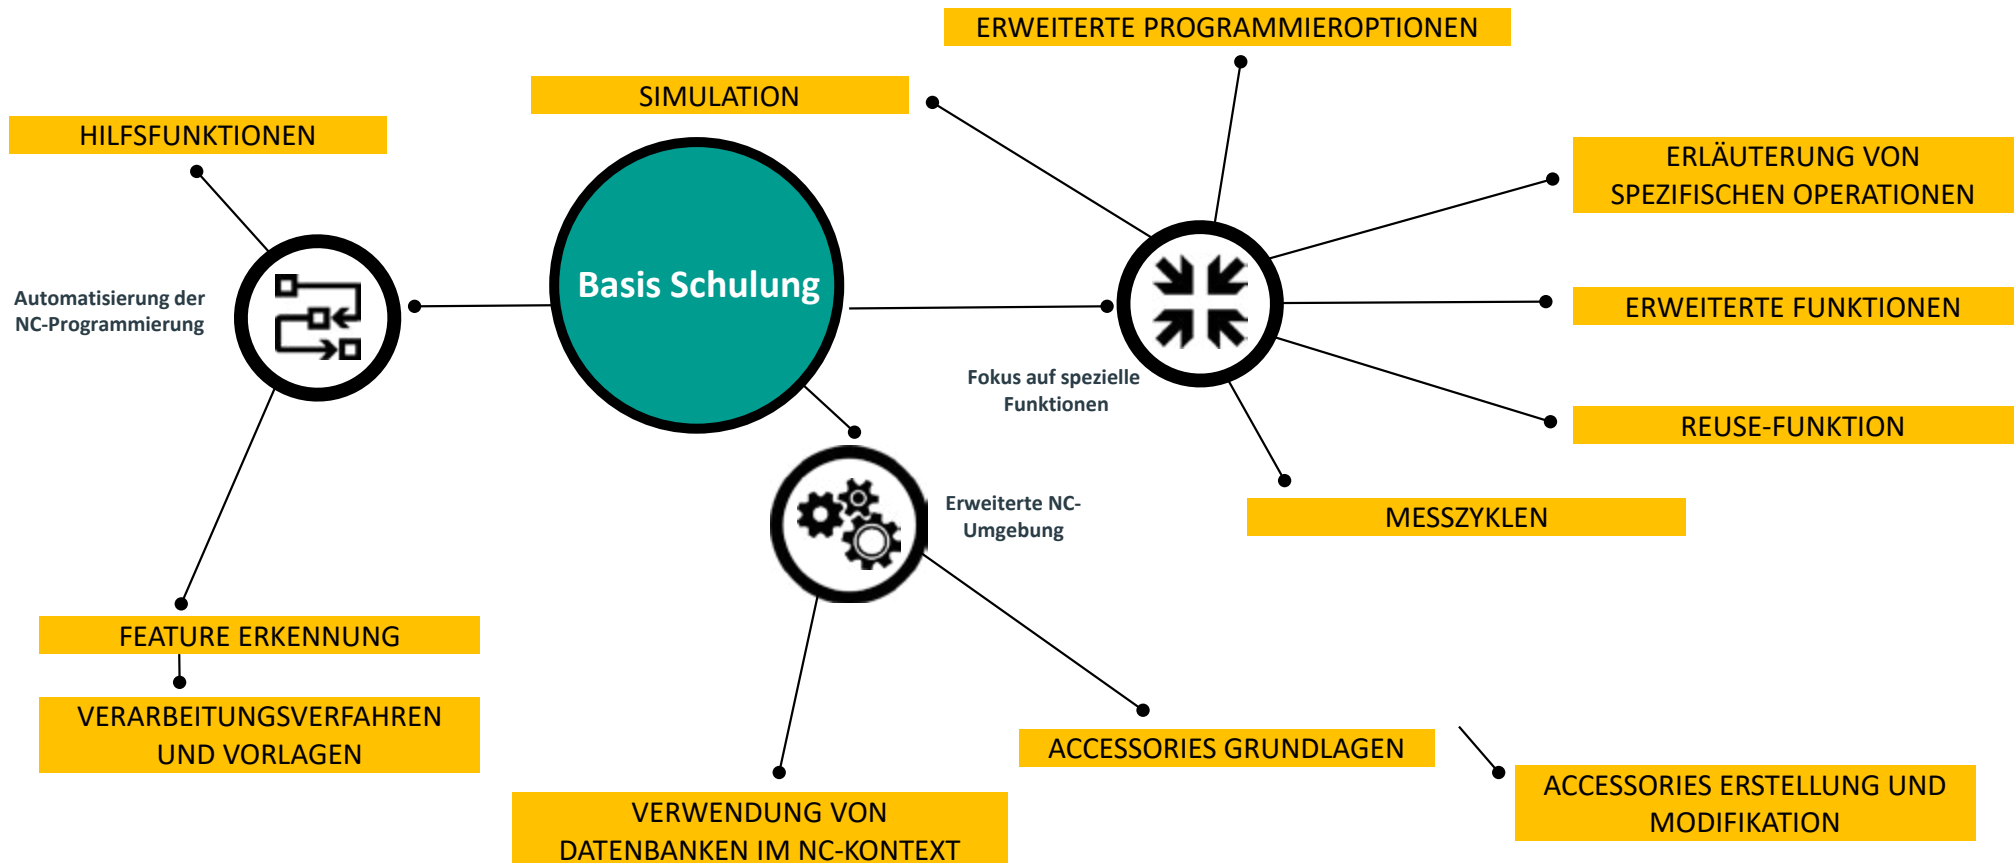 ERWEITERTE PROGRAMMIEROPTIONEN
SIMULATION
HILFSFUNKTIONEN
ERLÄUTERUNG VON
SPEZIFISCHEN OPERATIONEN
Basis Schulung
Automatisierung der
NC-Programmierung
ERWEITERTE FUNKTIONEN
Fokus auf spezielle
Funktionen
REUSE-FUNKTION
Erweiterte NC-
Umgebung
MESSZYKLEN
FEATURE ERKENNUNG
VERARBEITUNGSVERFAHREN
UND VORLAGEN
ACCESSORIES GRUNDLAGEN
ACCESSORIES ERSTELLUNG UND
MODIFIKATION
VERWENDUNG VON
DATENBANKEN IM NC-KONTEXT